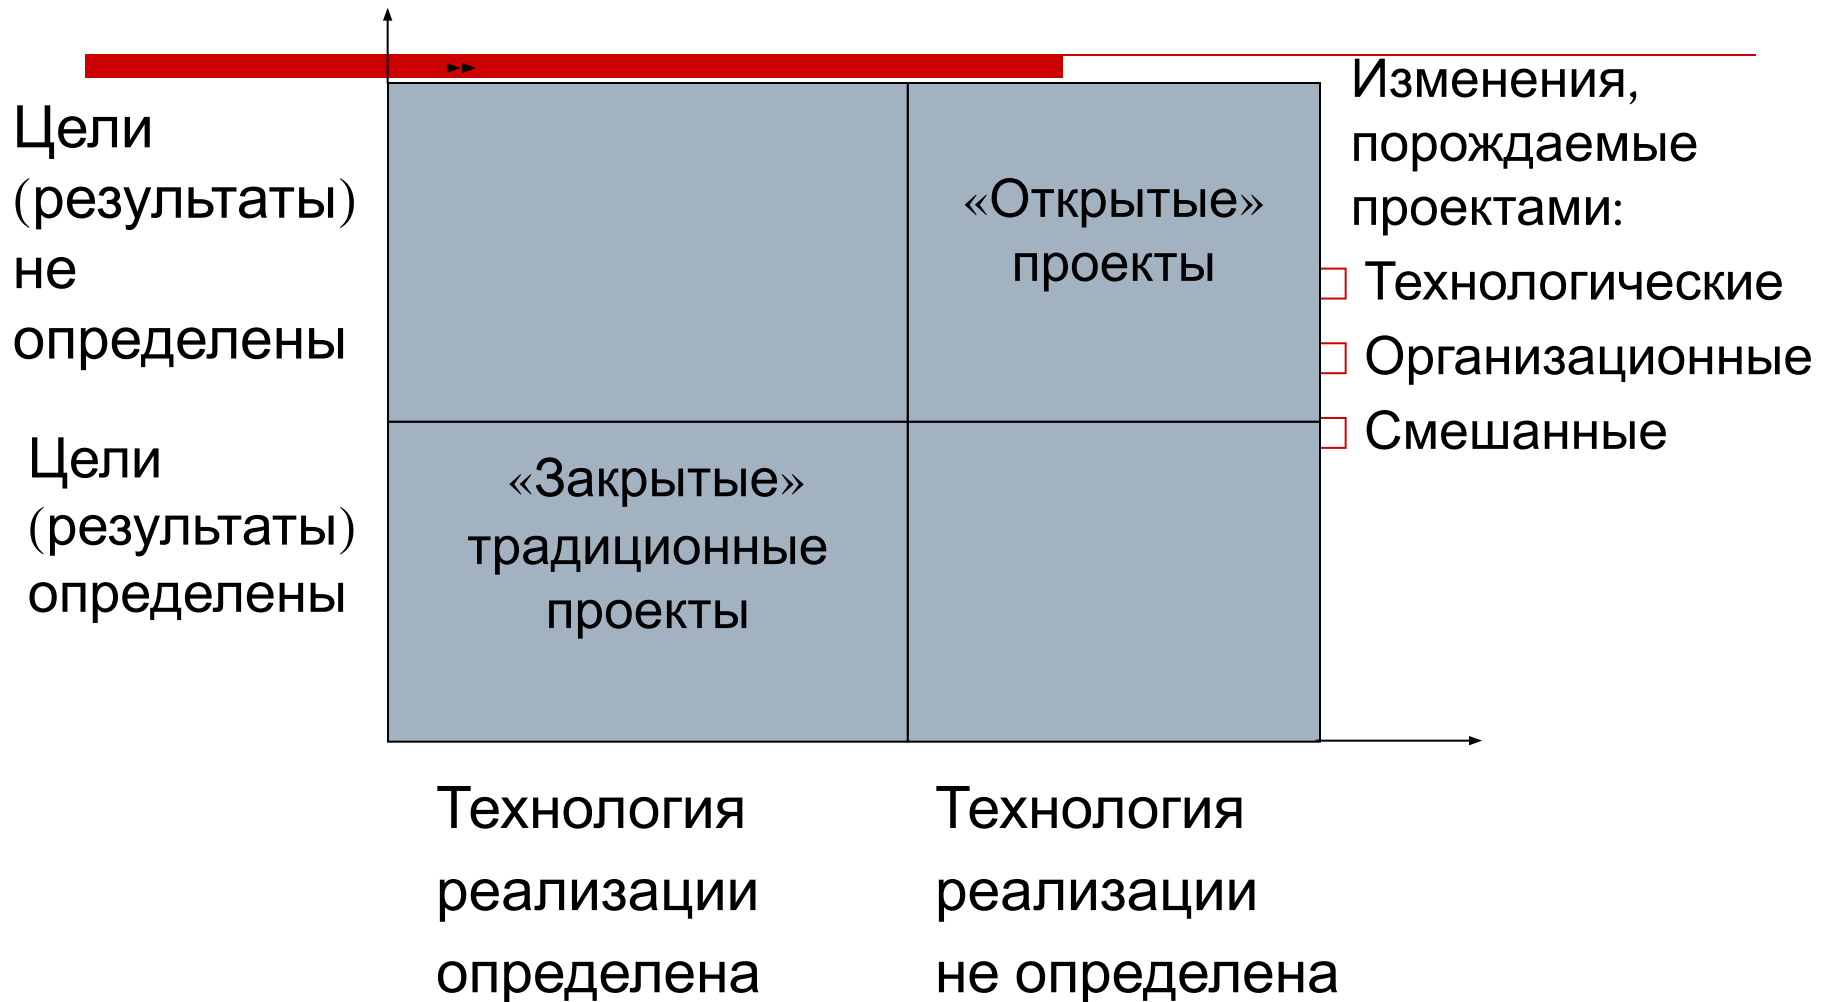 Цели
(результаты)
не
определены
Цели
(результаты)
определены
«Открытые»
проекты
«Закрытые»
традиционные
проекты
Изменения,
порождаемые
проектами:
Технологические
Организационные
Смешанные
Технология
реализации
определена
Технология
реализации
не определена